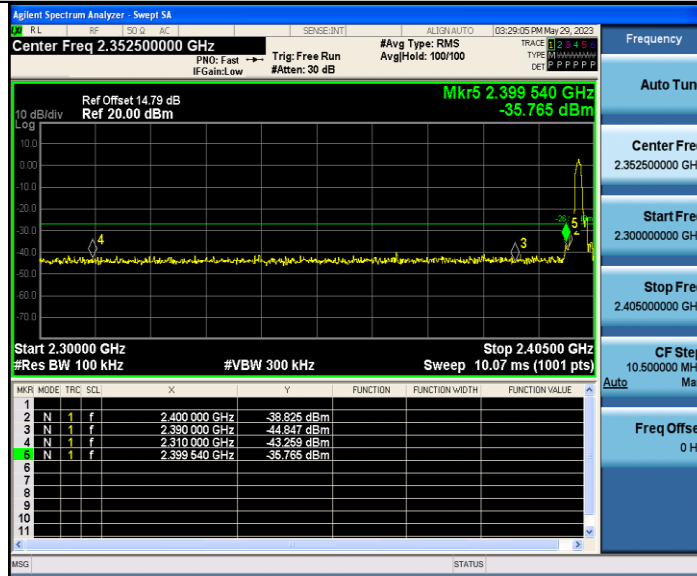 Agilent Spectrum Analyzer - Swept SA
RL RF 50 Ω AC SENSE:INT ALIGN AUTO 03:29:05 PM May 29, 2023
Center Freq 2.352500000 GHz
PNO: Fast
IFGain:Low
Trig: Free Run
#Atten: 30 dB
#Avg Type: RMS
Avg|Hold: 100/100
TRACE 1 2 3 4 5 6
TYPE M
DET P P P P P P
Frequency
Mkr5 2.399 540 GHz
-35.765 dBm
Ref Offset 14.79 dB
10 dB/div Ref 20.00 dBm
Log
10.0
0.00
-10.0
-20.0
-30.0
-40.0
-50.0
-60.0
-70.0
4
3
5
2
Start 2.30000 GHz Stop 2.40500 GHz
#Res BW 100 kHz #VBW 300 kHz Sweep 10.07 ms (1001 pts)
MKR MODE TRC SCL X Y FUNCTION FUNCTION WIDTH FUNCTION VALUE
1
2 N 1 f 2.400 000 GHz -38.825 dBm
3 N 1 f 2.390 000 GHz -44.847 dBm
4 N 1 f 2.310 000 GHz -43.259 dBm
5 N 1 f 2.399 540 GHz -35.765 dBm
6
7
8
9
10
11
MSG STATUS
Auto Tun
Center Fre
2.352500000 GH
Start Fre
2.300000000 GH
Stop Fre
2.405000000 GH
CF Step
10.500000 MH
Auto Ma
Freq Offse
0 H